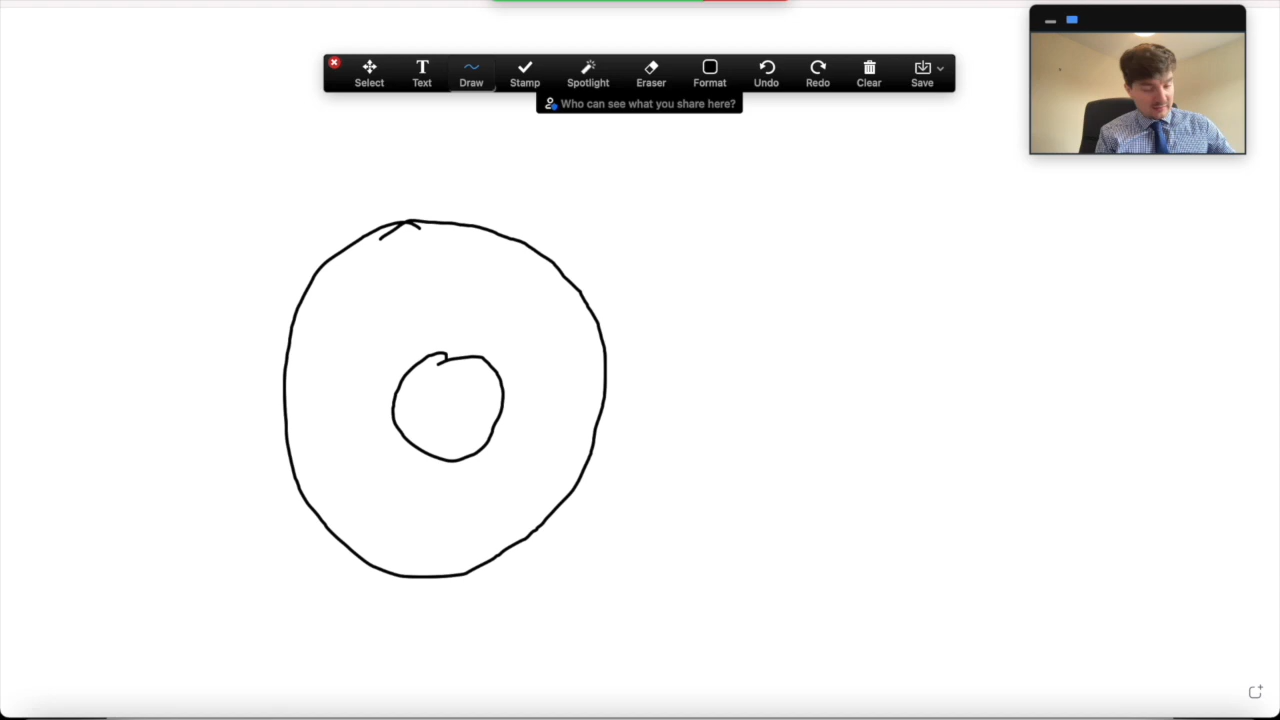 Select Text Draw Stamp Spotlight Eraser Format Undo Redo Clear Save
Who can see what you share here?